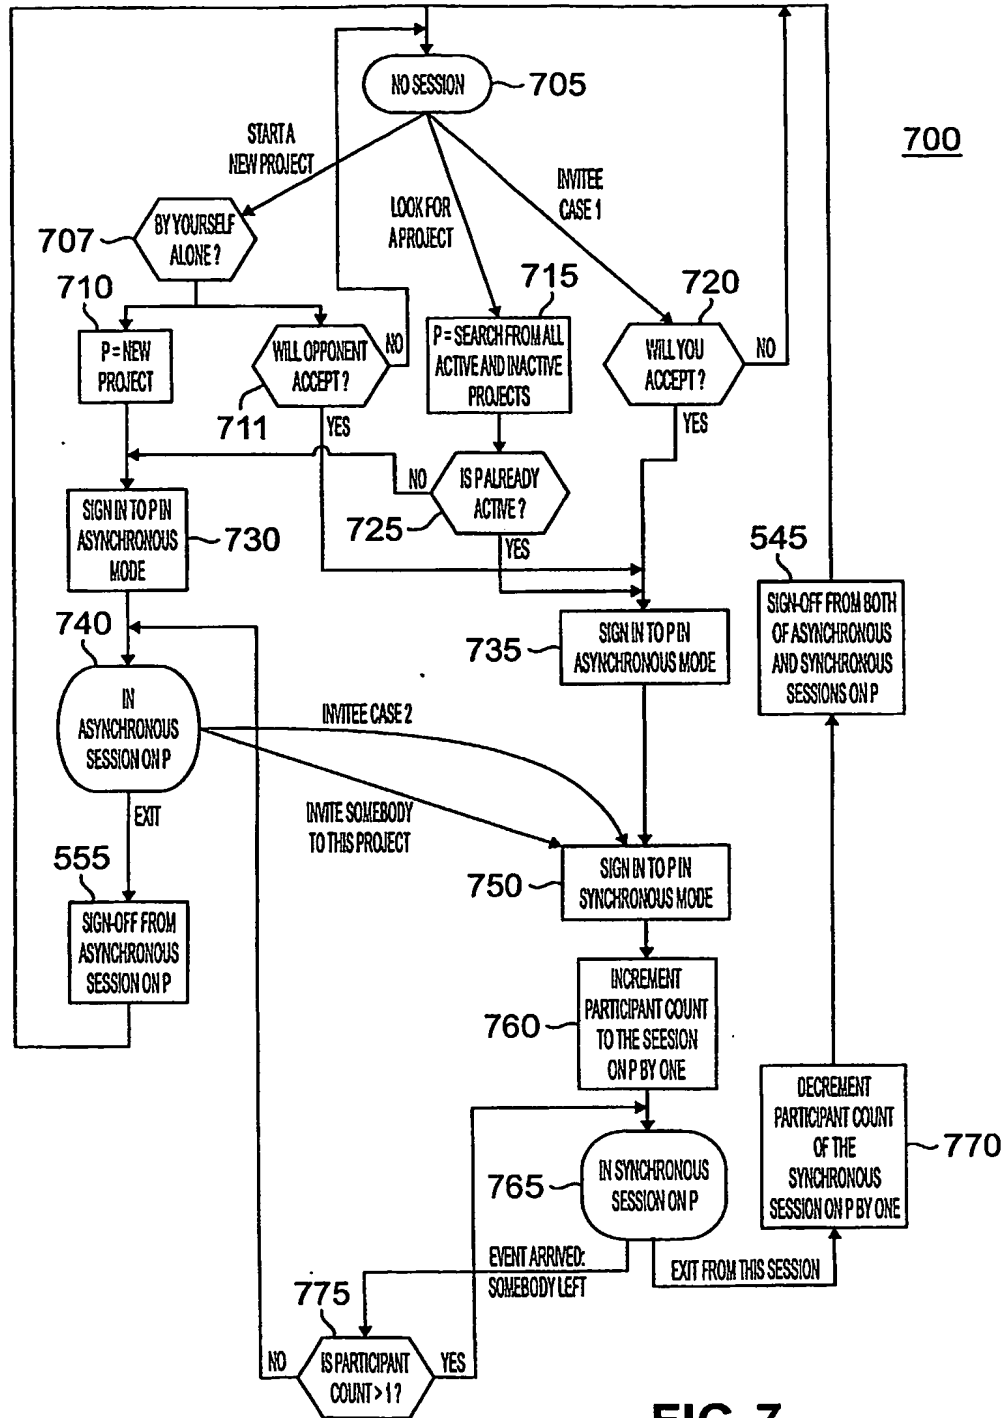 NO SESSION
705
700
START A
NEW PROJECT
INVITEE
CASE 1
LOOK FOR
A PROJECT
BY YOURSELF
ALONE ?
707
710
715
720
P = NEW
PROJECT
WILL OPPONENT
ACCEPT ?
NO
711
YES
P = SEARCH FROM ALL
ACTIVE AND INACTIVE
PROJECTS
WILL YOU
ACCEPT ?
NO
YES
NO
IS P ALREADY
ACTIVE ?
725
YES
SIGN IN TO P IN
ASYNCHRONOUS
MODE
730
545
SIGN-OFF FROM BOTH
OF ASYNCHRONOUS
AND SYNCHRONOUS
SESSIONS ON P
740
735
SIGN IN TO P IN
ASYNCHRONOUS MODE
IN
ASYNCHRONOUS
SESSION ON P
INVITEE CASE 2
INVITE SOMEBODY
TO THIS PROJECT
EXIT
555
SIGN-OFF FROM
ASYNCHRONOUS
SESSION ON P
750
SIGN IN TO P IN
SYNCHRONOUS MODE
760
INCREMENT
PARTICIPANT COUNT
TO THE SEESION
ON P BY ONE
DECREMENT
PARTICIPANT COUNT
OF THE
SYNCHRONOUS
SESSION ON P BY ONE
770
765
IN SYNCHRONOUS
SESSION ON P
EVENT ARRIVED:
SOMEBODY LEFT
EXIT FROM THIS SESSION
775
NO
IS PARTICIPANT
COUNT > 1 ?
YES
FIG. 7